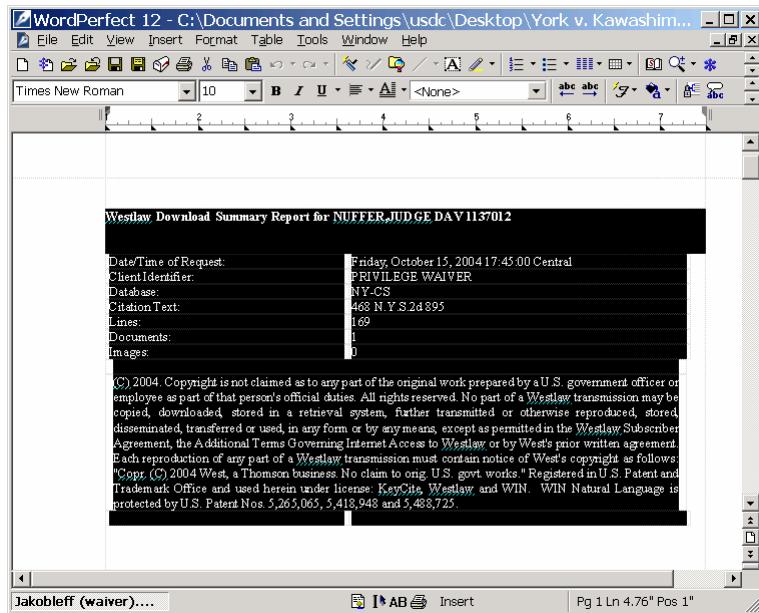 WordPerfect 12 - C:\Documents and Settings\usdc\Desktop\York v. Kawashim...
File Edit View Insert Format Table Tools Window Help
Times New Roman 10 B I U <None> abc abc abc
2 3 4 5 6 7
Westlaw Download Summary Report for NUFFER,JUDGE DAV 1137012
Date/Time of Request: Friday, October 15, 2004 17:45:00 Central
Client Identifier: PRIVILEGE WAIVER
Database: NY-CS
Citation Text: 468 N.Y.S.2d 895
Lines: 169
Documents: 1
Images: 0
(C) 2004. Copyright is not claimed as to any part of the original work prepared by a U.S. government officer or
employee as part of that person's official duties. All rights reserved. No part of a Westlaw transmission may be
copied, downloaded, stored in a retrieval system, further transmitted or otherwise reproduced, stored,
disseminated, transferred or used, in any form or by any means, except as permitted in the Westlaw Subscriber
Agreement, the Additional Terms Governing Internet Access to Westlaw or by West's prior written agreement.
Each reproduction of any part of a Westlaw transmission must contain notice of West's copyright as follows:
"Copr. (C) 2004 West, a Thomson business. No claim to orig. U.S. govt. works." Registered in U.S. Patent and
Trademark Office and used herein under license: KeyCite, Westlaw and WIN. WIN Natural Language is
protected by U.S. Patent Nos. 5,265,065, 5,418,948 and 5,488,725.
Jakobleff (waiver).... AB Insert Pg 1 Ln 4.76" Pos 1"